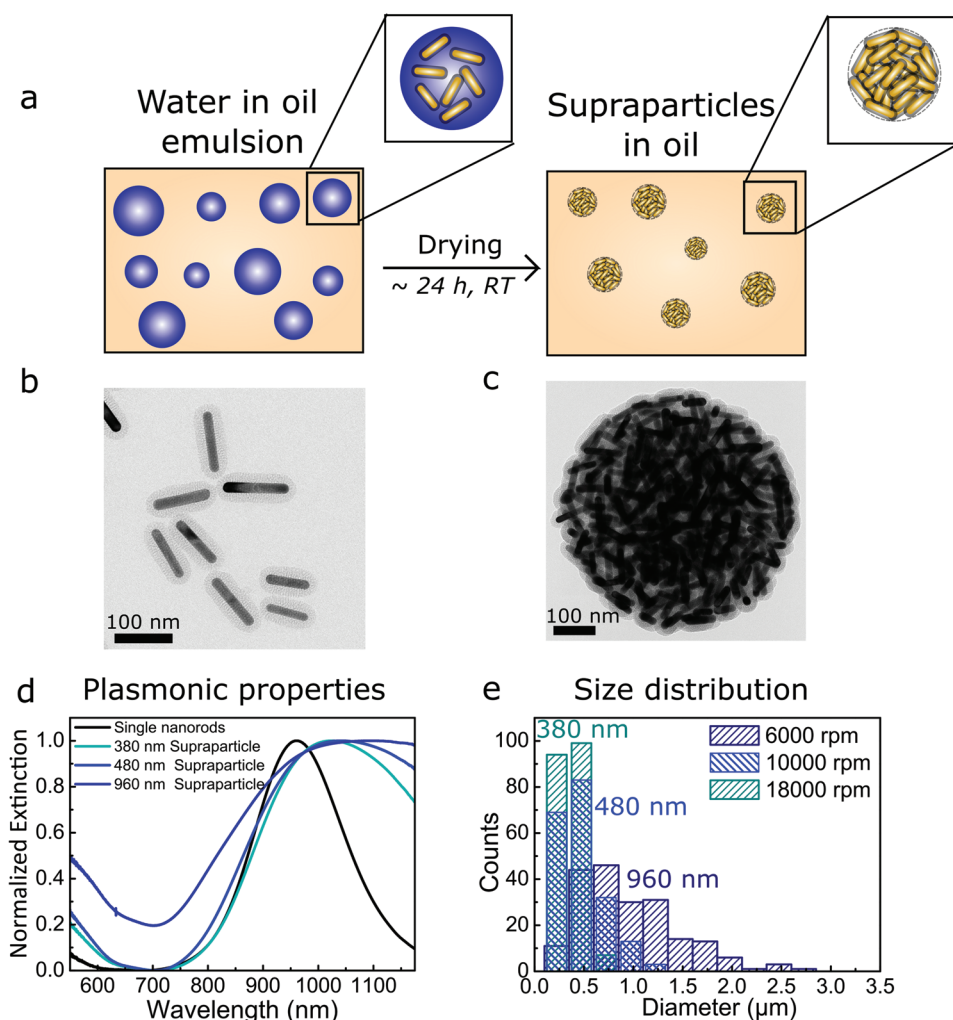 a
Water in oil
emulsion
Supraparticles
in oil
Drying
~ 24 h, RT
b
100 nm
c
100 nm
d
Plasmonic properties
Single nanorods
380 nm Supraparticle
480 nm Supraparticle
960 nm Supraparticle
1.0
0.8
0.6
0.4
0.2
0.0
Normalized Extinction
600 700 800 900 1000 1100
Wavelength (nm)
e
Size distribution
380 nm
480 nm
960 nm
6000 rpm
10000 rpm
18000 rpm
100
80
60
40
20
0
Counts
0.0 0.5 1.0 1.5 2.0 2.5 3.0 3.5
Diameter (µm)